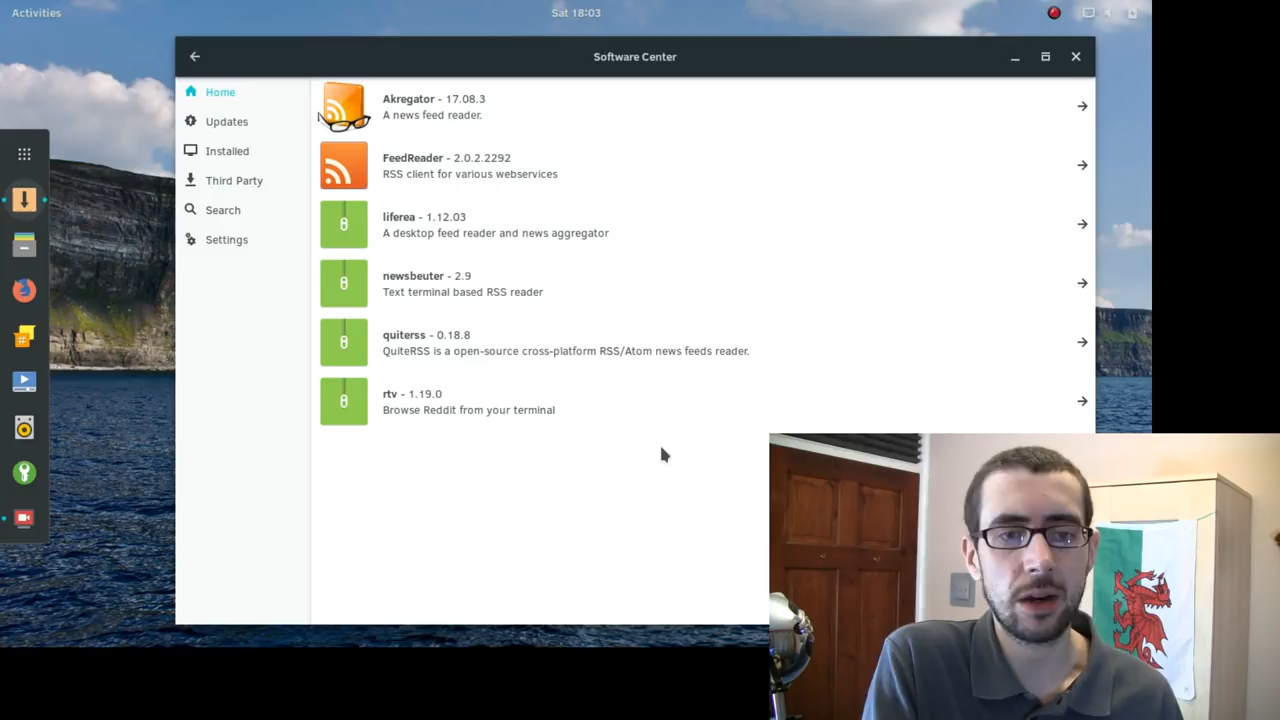 Activities
Sat 18:03
Software Center
Home
Updates
Installed
Third Party
Search
Settings
Akregator - 17.08.3
A news feed reader.
FeedReader - 2.0.2.2292
RSS client for various webservices
liferea - 1.12.03
A desktop feed reader and news aggregator
newsbeuter - 2.9
Text terminal based RSS reader
quiterss - 0.18.8
QuiteRSS is a open-source cross-platform RSS/Atom news feeds reader.
rtv - 1.19.0
Browse Reddit from your terminal